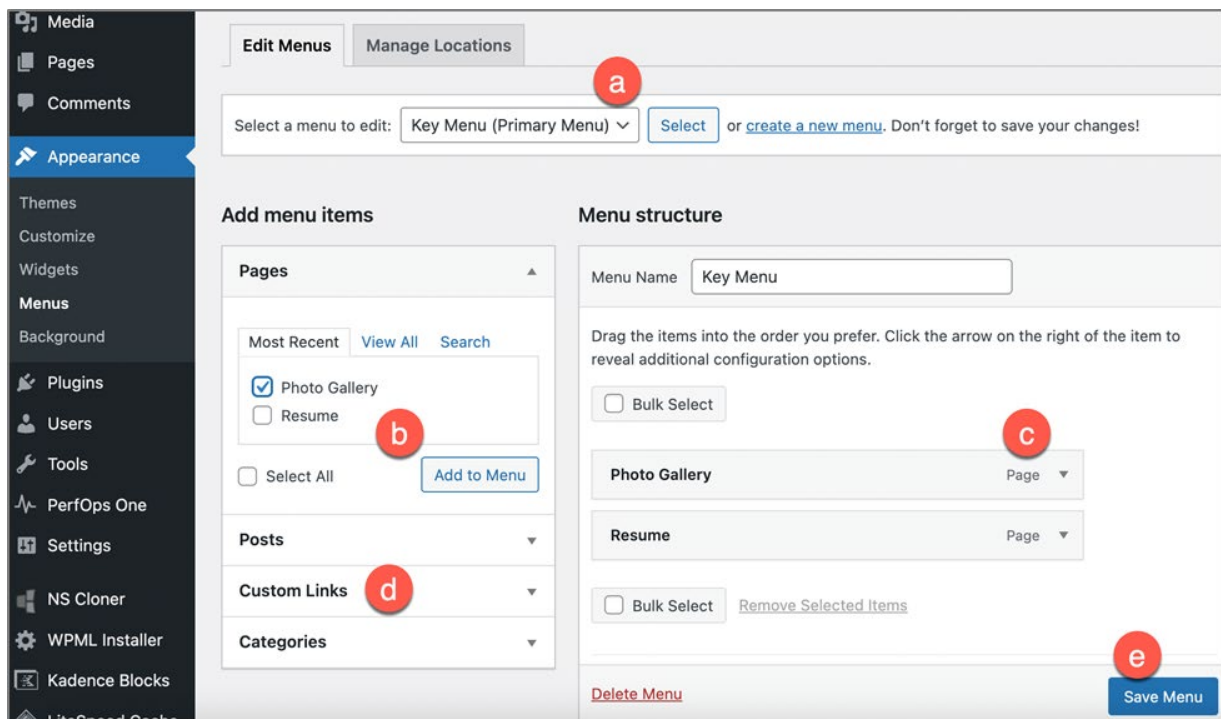 Media
Pages
Comments
Appearance
Themes
Customize
Widgets
Menus
Background
Plugins
Users
Tools
PerfOps One
Settings
NS Cloner
WPML Installer
Kadence Blocks
LiteSpeed Cache
Edit Menus
Manage Locations
a
Select a menu to edit: Key Menu (Primary Menu) Select or create a new menu. Don't forget to save your changes!
Add menu items
Pages
Most Recent View All Search
Photo Gallery
Resume
b
Select All Add to Menu
Posts
Custom Links d
Categories
Menu structure
Menu Name Key Menu
Drag the items into the order you prefer. Click the arrow on the right of the item to
reveal additional configuration options.
Bulk Select
c
Photo Gallery Page
Resume Page
Bulk Select Remove Selected Items
e
Delete Menu Save Menu